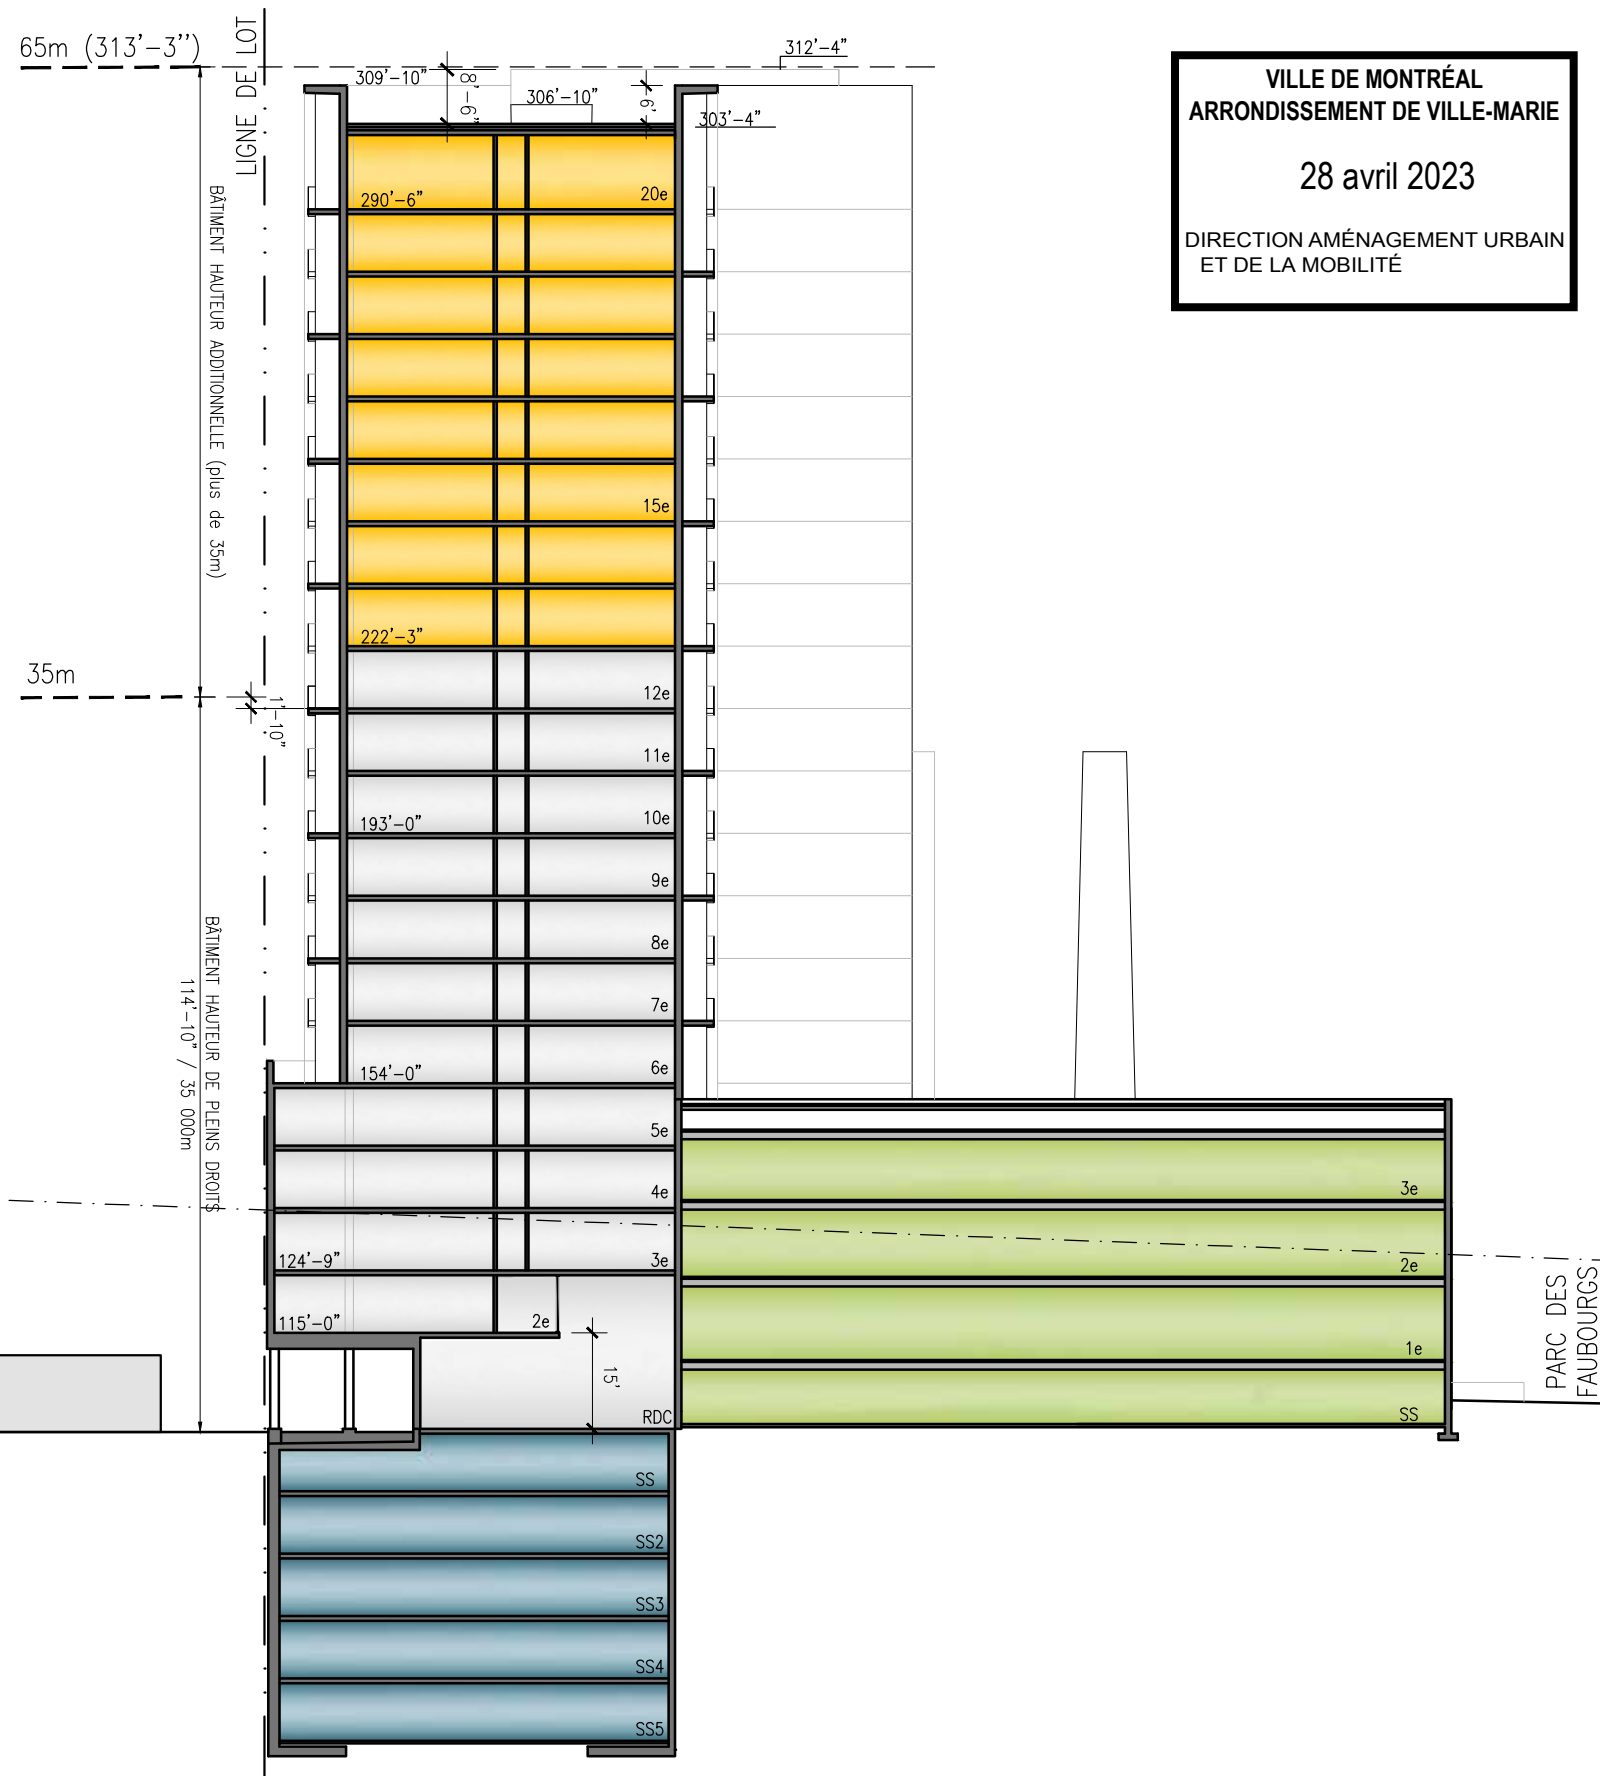 65m (313'-3'')
LIGNE DE LOT
309'-10"
8'-6"
306'-10"
6'
312'-4"
303'-4"
VILLE DE MONTRÉAL
ARRONDISSEMENT DE VILLE-MARIE
28 avril 2023
DIRECTION AMÉNAGEMENT URBAIN
ET DE LA MOBILITÉ
290'-6"
20e
BÂTIMENT HAUTEUR ADDITIONNELLE (plus de 35m)
15e
222'-3"
35m
1'-10"
12e
11e
193'-0"
10e
9e
8e
7e
154'-0"
6e
BÂTIMENT HAUTEUR DE PLEINS DROITS
114'-10" / 35 000m
5e
4e
3e
124'-9"
3e
2e
115'-0"
2e
15'
1e
PARC DES
FAUBOURGS
RDC
SS
SS
SS2
SS3
SS4
SS5